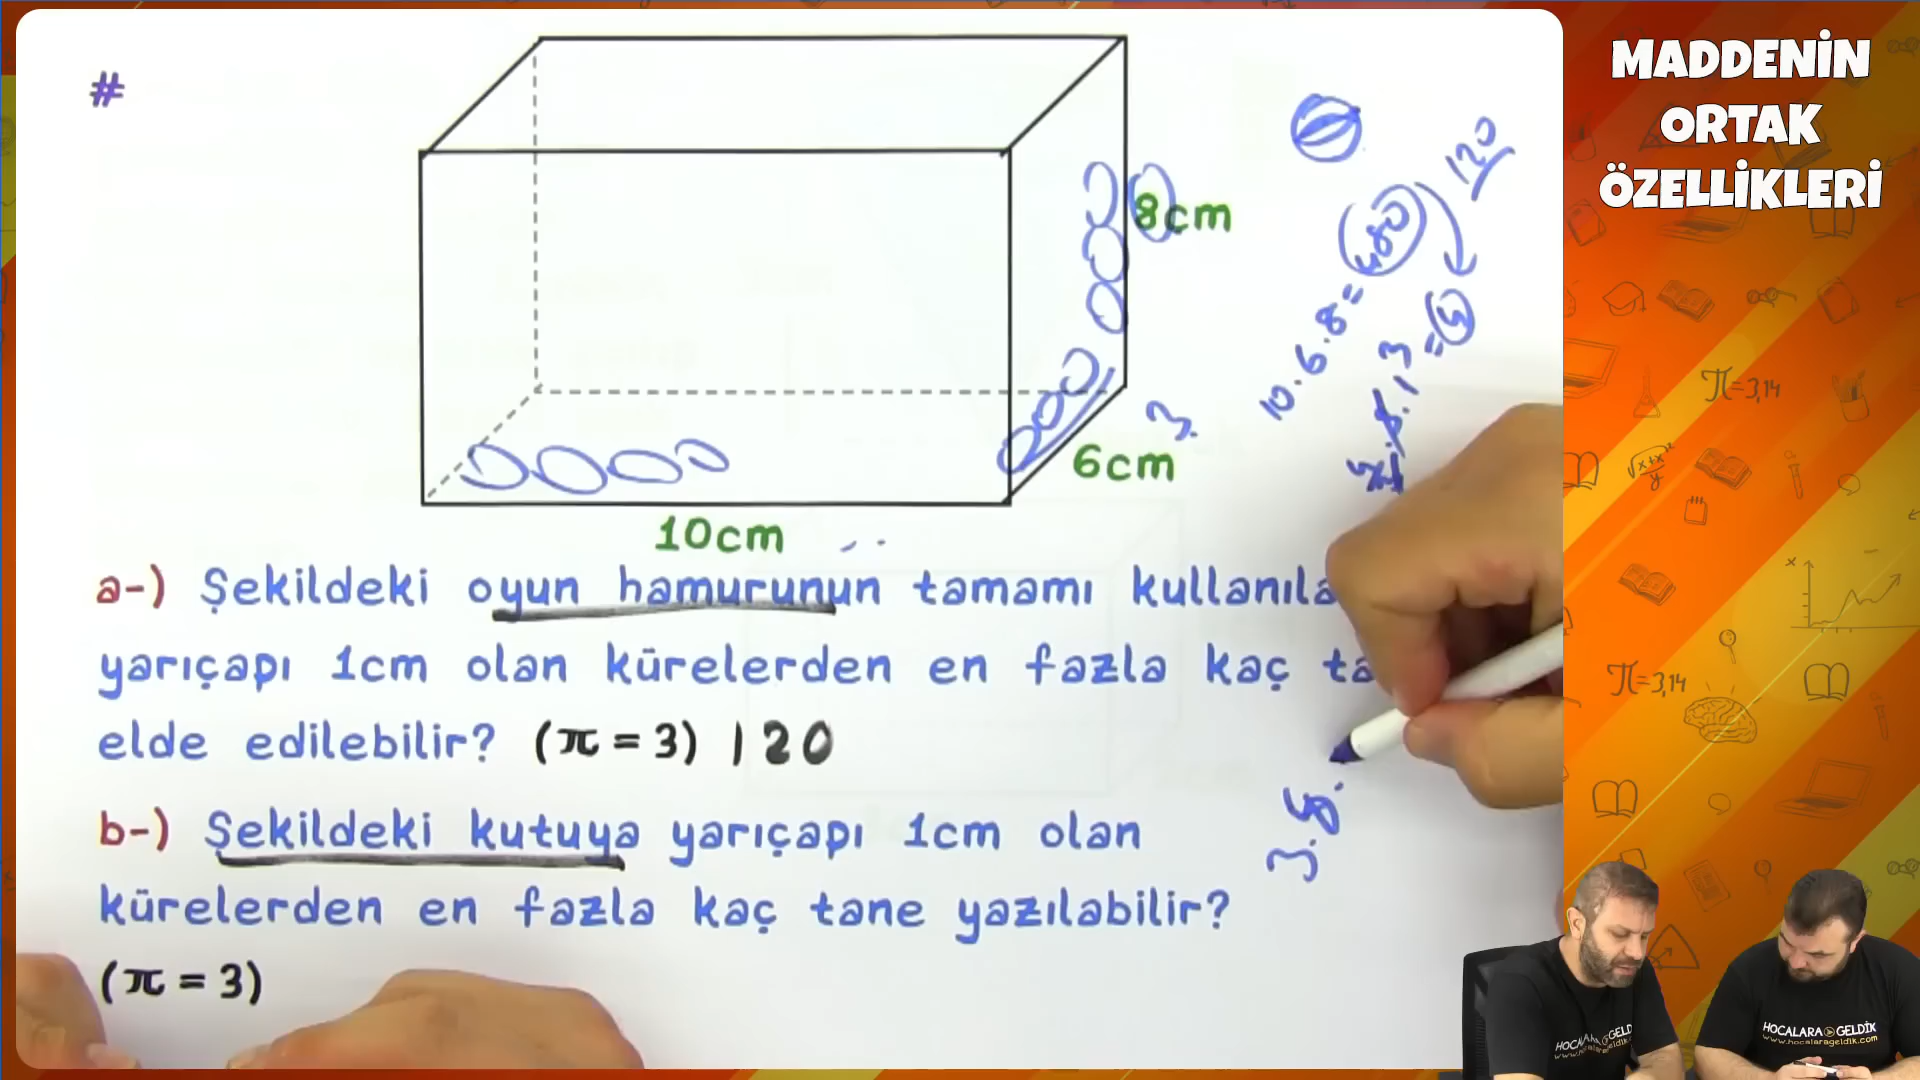 MADDENİN
ORTAK
ÖZELLİKLERİ
#
8cm
120
480
10.6.8=
3
6cm
10cm
a-) Şekildeki oyun hamurunun tamamı
yarıçapı 1cm olan kürelerden en fazla kaç
elde edilebilir? (π = 3) 120
b-) Şekildeki kutuya yarıçapı 1cm olan
kürelerden en fazla kaç tane yazılabilir?
(π = 3)
π=3,14
π=3,14
HOCALARA GELDİK
www.hocalarageldik.com